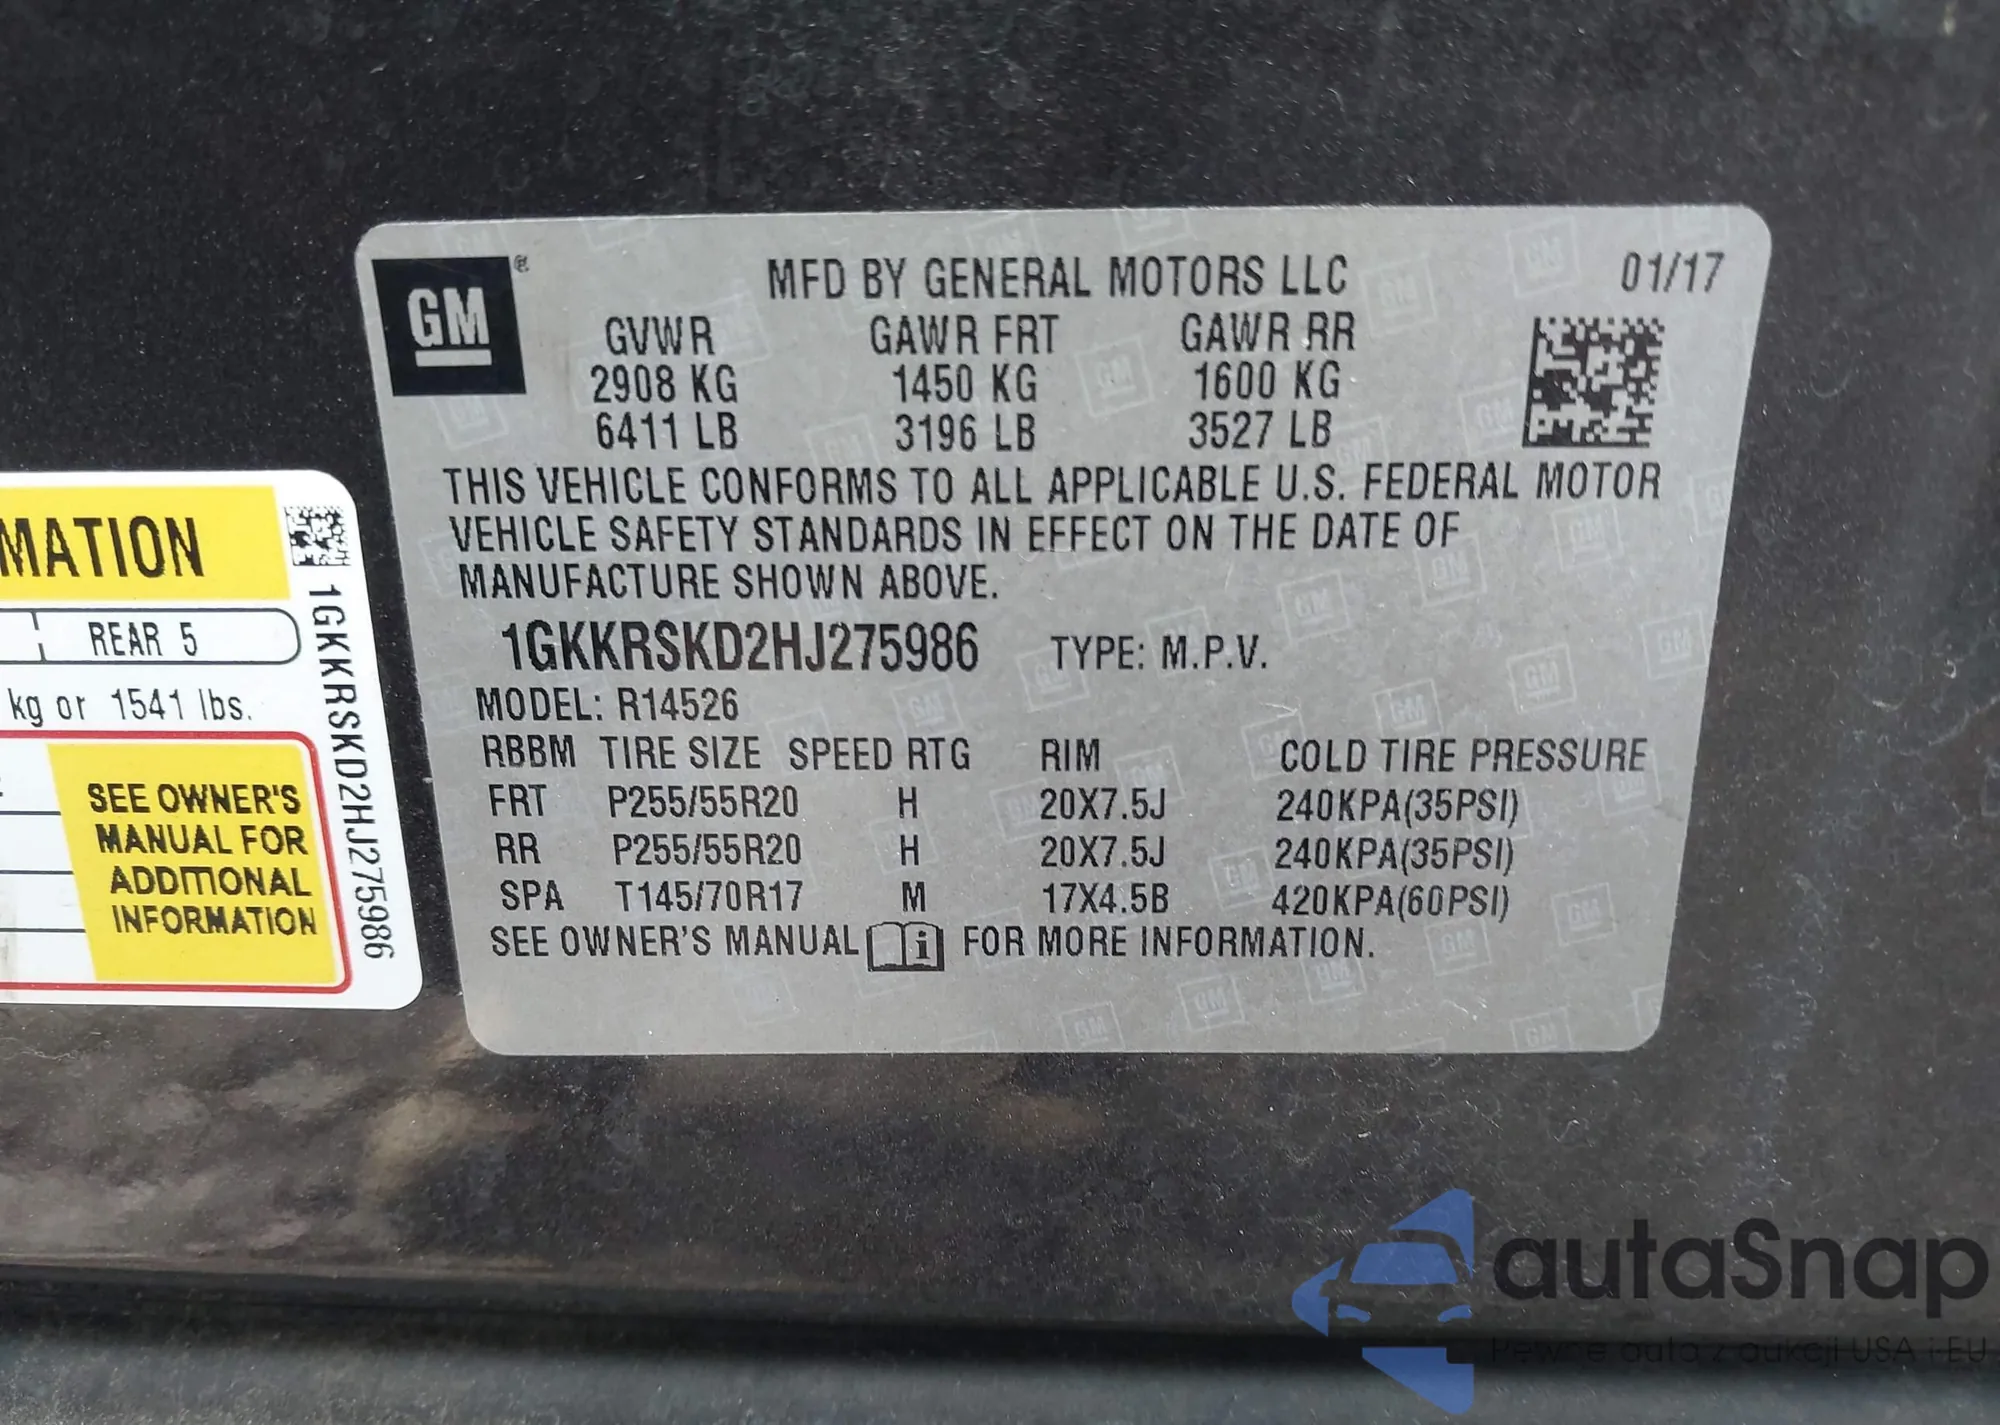 GM
MFD BY GENERAL MOTORS LLC 01/17
GVWR GAWR FRT GAWR RR
2908 KG 1450 KG 1600 KG
6411 LB 3196 LB 3527 LB
THIS VEHICLE CONFORMS TO ALL APPLICABLE U.S. FEDERAL MOTOR
VEHICLE SAFETY STANDARDS IN EFFECT ON THE DATE OF
MANUFACTURE SHOWN ABOVE.
1GKKRSKD2HJ275986 TYPE: M.P.V.
MODEL: R14526
RBBM TIRE SIZE SPEED RTG RIM COLD TIRE PRESSURE
FRT P255/55R20 H 20X7.5J 240KPA(35PSI)
RR P255/55R20 H 20X7.5J 240KPA(35PSI)
SPA T145/70R17 M 17X4.5B 420KPA(60PSI)
SEE OWNER'S MANUAL i FOR MORE INFORMATION.
MATION
REAR 5
kg or 1541 lbs.
SEE OWNER'S
MANUAL FOR
ADDITIONAL
INFORMATION
1GKKRSKD2HJ275986
autaSnap
Pewne auta z aukcji USA i EU